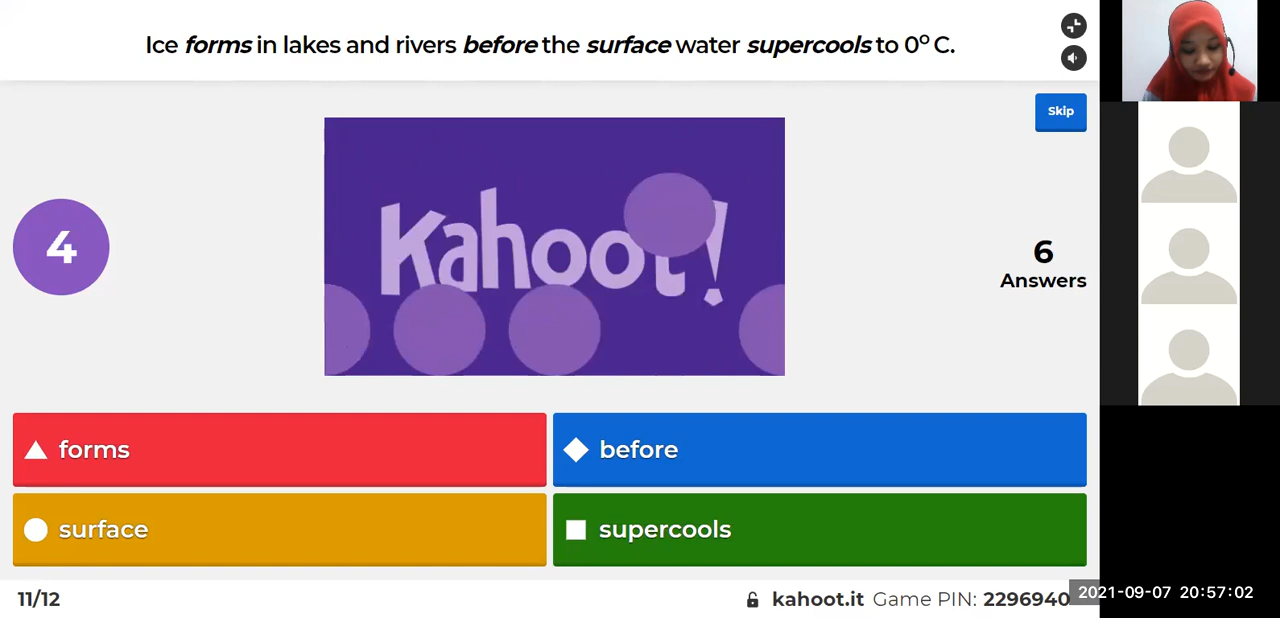 Ice forms in lakes and rivers before the surface water supercools to 0º C.
Skip
4
Kahoot!
6
Answers
forms
before
surface
supercools
11/12
kahoot.it Game PIN: 2296940
2021-09-07 20:57:02